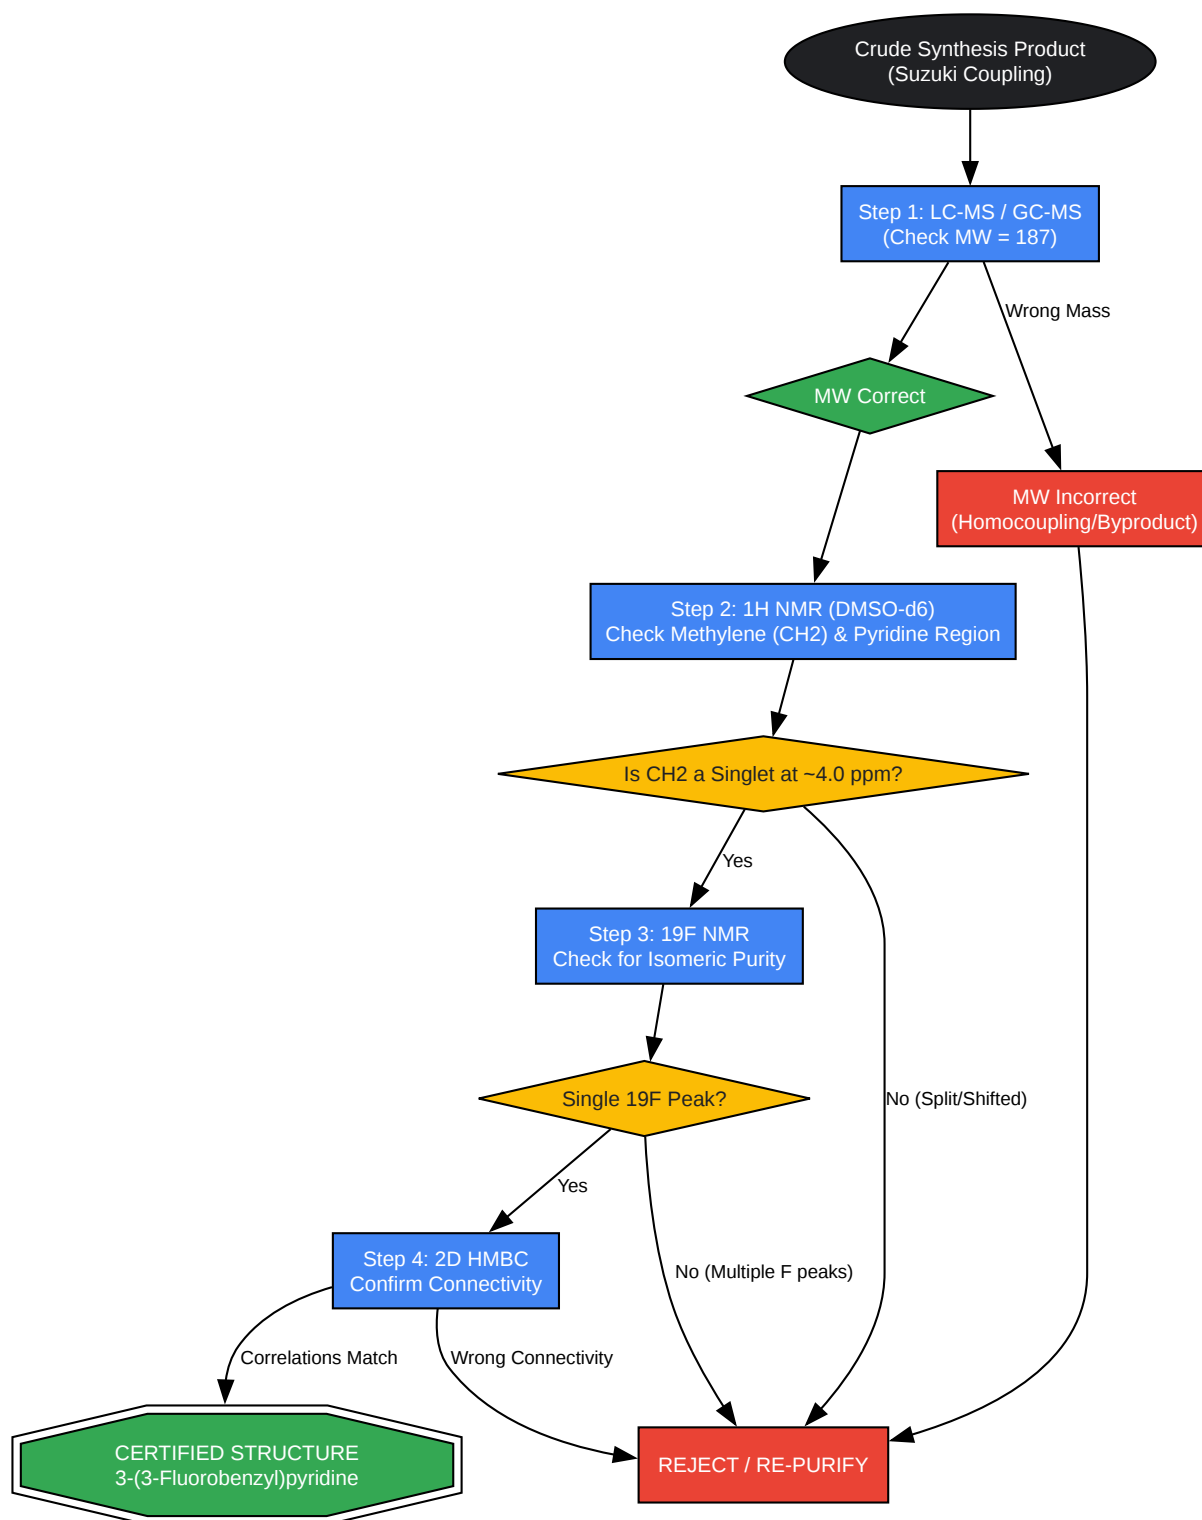 Crude Synthesis Product
(Suzuki Coupling)
Step 1: LC-MS / GC-MS
(Check MW = 187)
Wrong Mass
MW Correct
MW Incorrect
(Homocoupling/Byproduct)
Step 2: 1H NMR (DMSO-d6)
Check Methylene (CH2) & Pyridine Region
Is CH2 a Singlet at ~4.0 ppm?
Yes
Step 3: 19F NMR
Check for Isomeric Purity
Single 19F Peak?
No (Split/Shifted)
Yes
Step 4: 2D HMBC
Confirm Connectivity
No (Multiple F peaks)
Correlations Match
Wrong Connectivity
CERTIFIED STRUCTURE
3-(3-Fluorobenzyl)pyridine
REJECT / RE-PURIFY